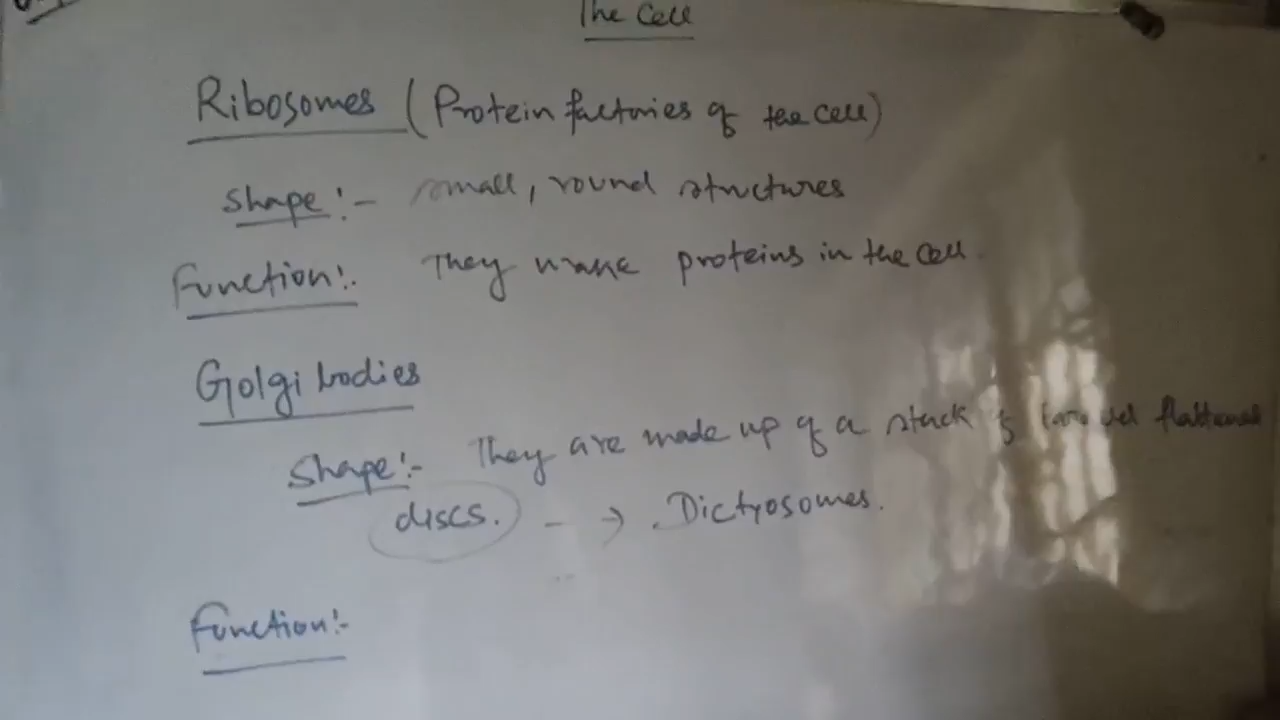 The Cell
Ribosomes (Protein factories of the cell)
Shape:- small, round structures
Function:. They make proteins in the cell.
Golgi bodies
Shape:- They are made up of a stack of flattened
discs. - → Dictyosomes.
Function:-